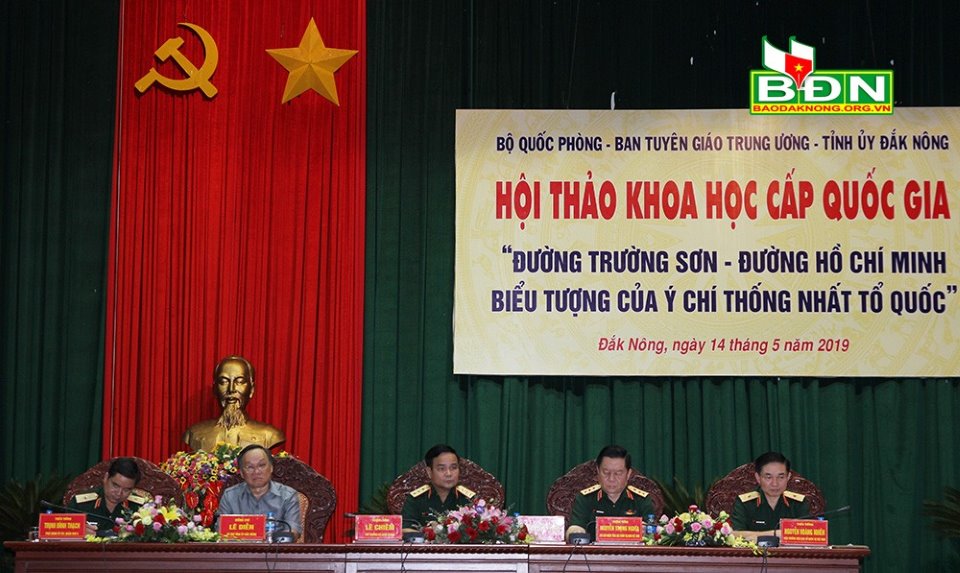 BĐN
BAODAKNONG.ORG.VN
BỘ QUỐC PHÒNG - BAN TUYÊN GIÁO TRUNG ƯƠNG - TỈNH ỦY ĐẮK NÔNG
HỘI THẢO KHOA HỌC CẤP QUỐC GIA
“ĐƯỜNG TRƯỜNG SƠN - ĐƯỜNG HỒ CHÍ MINH
BIỂU TƯỢNG CỦA Ý CHÍ THỐNG NHẤT TỔ QUỐC”
Đắk Nông, ngày 14 tháng 5 năm 2019
TRỊNH ĐÌNH THẠCH
LÊ DIỄN
LÊ CHIÊM
NGUYỄN TRỌNG NGHĨA
NGUYỄN HOÀNG NHIÊN